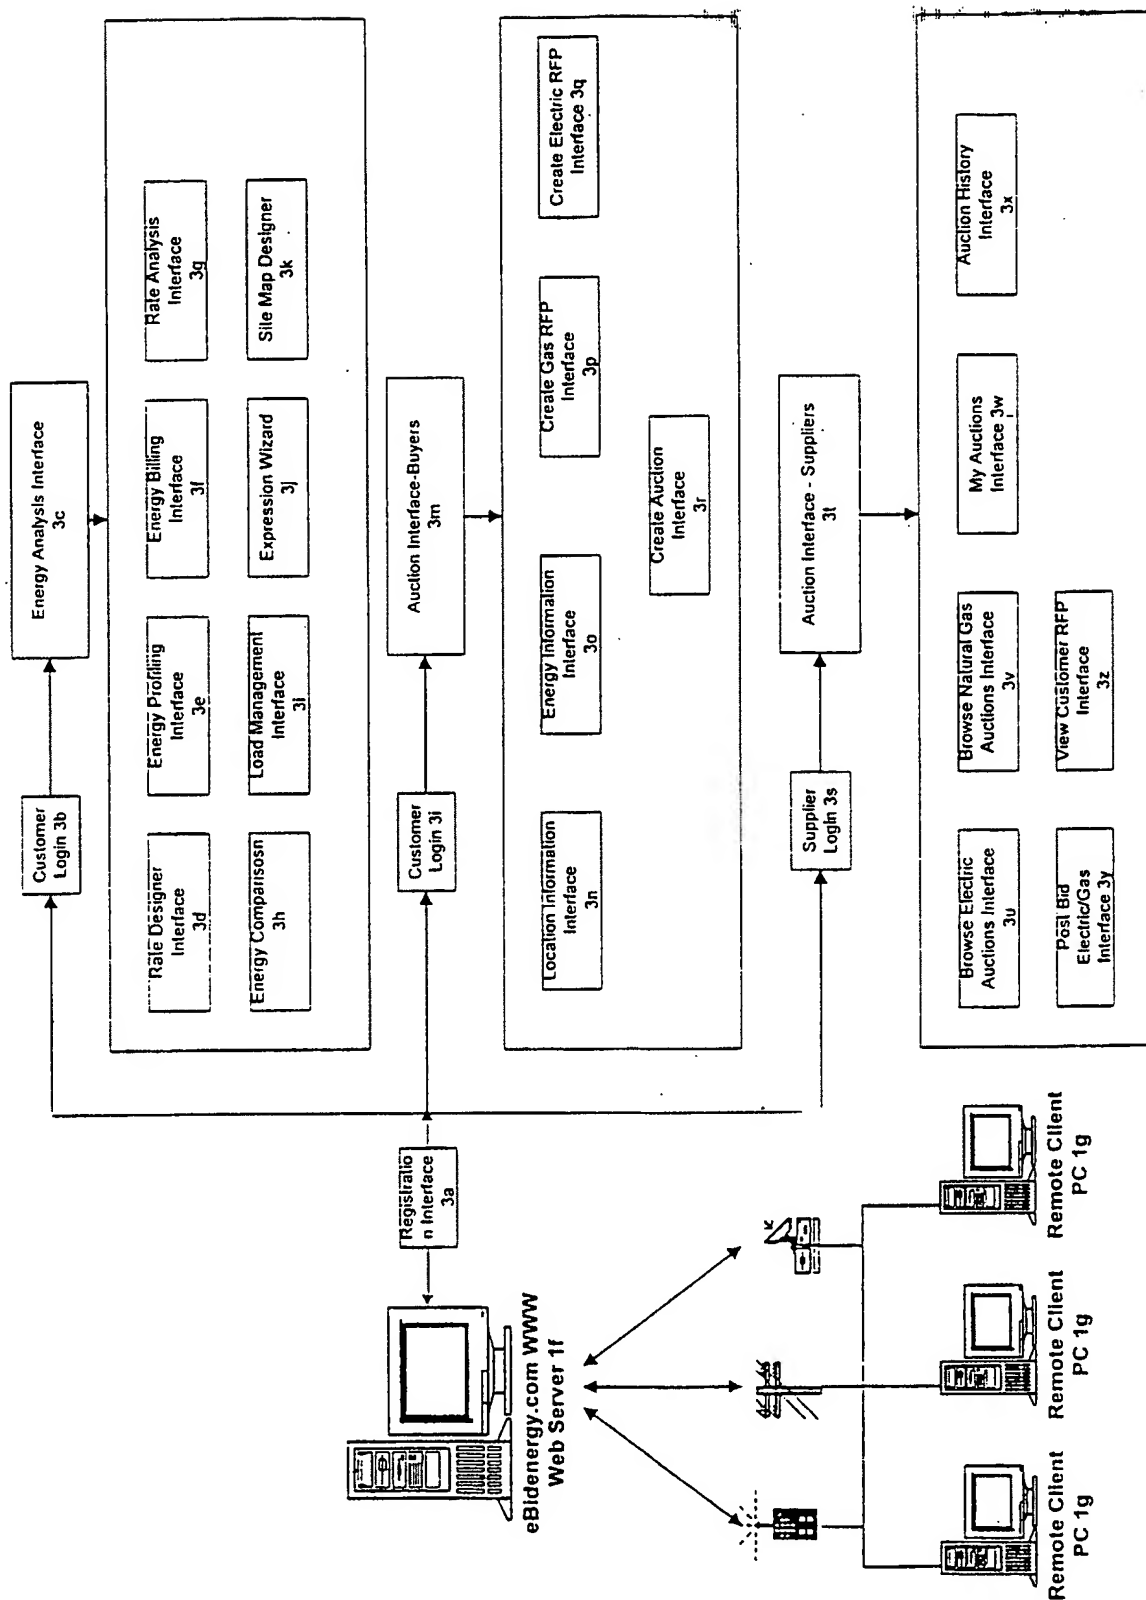 Energy Analysis Interface
3c
Customer
Login 3b
Rate Designer
Interface
3d
Energy Profiling
Interface
3e
Energy Billing
Interface
3f
Rate Analysis
Interface
3g
Energy Comparisosn
3h
Load Management
Interface
3i
Expression Wizard
3j
Site Map Designer
3k
Auction Interface-Buyers
3m
Customer
Login 3i
Location Information
Interface
3n
Energy Information
Interface
3o
Create Gas RFP
Interface
3p
Create Electric RFP
Interface 3q
Create Auction
Interface
3r
Auction Interface - Suppliers
3t
Supplier
LogIn 3s
Browse Electric
Auctions Interface
3u
Browse Natural Gas
Auctions Interface
3v
My Auctions
Interface 3w
Auction History
Interface
3x
Post Bid
Electric/Gas
Interface 3y
View Customer RFP
Interface
3z
Registratio
n Interface
3a
eBidenergy.com WWW
Web Server 1f
Remote Client
PC 1g
Remote Client
PC 1g
Remote Client
PC 1g